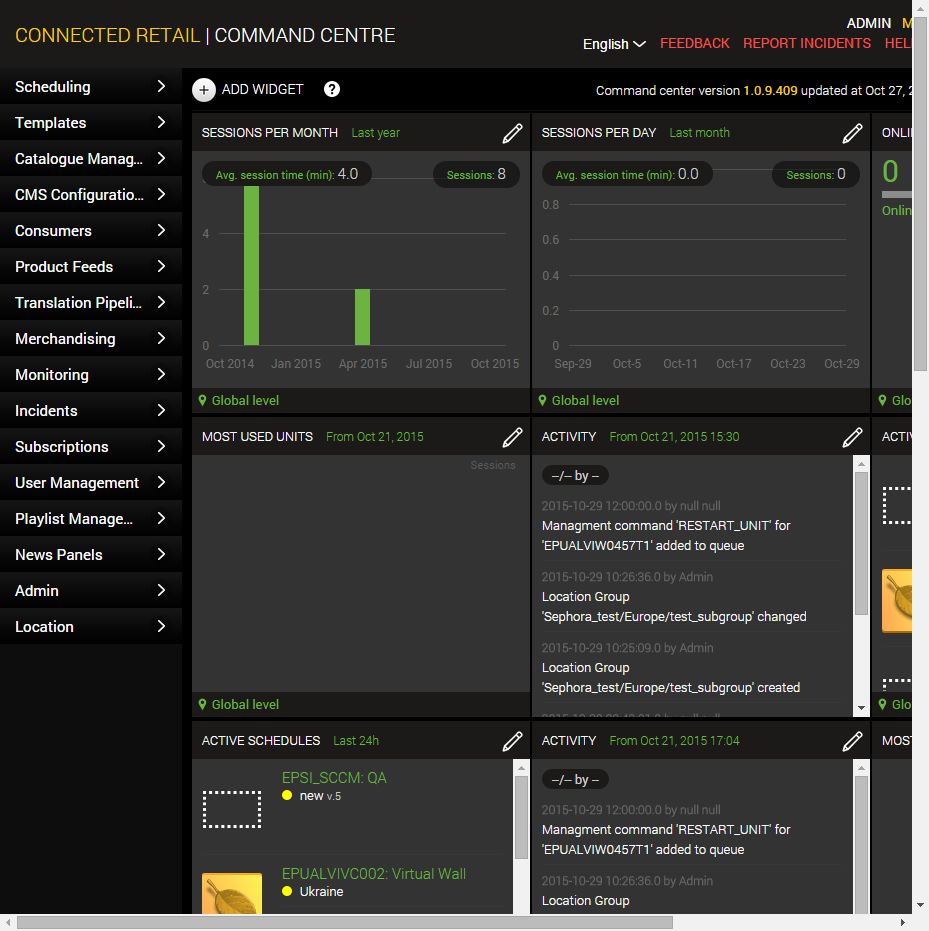 CONNECTED RETAIL | COMMAND CENTRE
ADMIN
English FEEDBACK REPORT INCIDENTS
Scheduling
Templates
Catalogue Manag...
CMS Configuratio...
Consumers
Product Feeds
Translation Pipeli...
Merchandising
Monitoring
Incidents
Subscriptions
User Management
Playlist Manage...
News Panels
Admin
Location
+ ADD WIDGET ?
Command center version 1.0.9.409 updated at Oct 27,
SESSIONS PER MONTH Last year
Avg. session time (min): 4.0 Sessions: 8
4
2
0
Oct 2014 Jan 2015 Apr 2015 Jul 2015 Oct 2015
Global level
SESSIONS PER DAY Last month
Avg. session time (min): 0.0 Sessions: 0
0.8
0.6
0.4
0.2
0
Sep-29 Oct-5 Oct-11 Oct-17 Oct-23 Oct-29
Global level
ONLI
0
Onlin
Glo
MOST USED UNITS From Oct 21, 2015
Sessions
Global level
ACTIVITY From Oct 21, 2015 15:30
--/-- by --
2015-10-29 12:00:00.0 by null null
Managment command 'RESTART_UNIT' for
'EPUALVIW0457T1' added to queue
2015-10-29 10:26:36.0 by Admin
Location Group
'Sephora_test/Europe/test_subgroup' changed
2015-10-29 10:25:09.0 by Admin
Location Group
'Sephora_test/Europe/test_subgroup' created
ACTIV
Glo
ACTIVE SCHEDULES Last 24h
EPSI_SCCM: QA
new v.5
EPUALVIVC002: Virtual Wall
Ukraine
ACTIVITY From Oct 21, 2015 17:04
--/-- by --
2015-10-29 12:00:00.0 by null null
Managment command 'RESTART_UNIT' for
'EPUALVIW0457T1' added to queue
2015-10-29 10:26:36.0 by Admin
Location Group
MOST